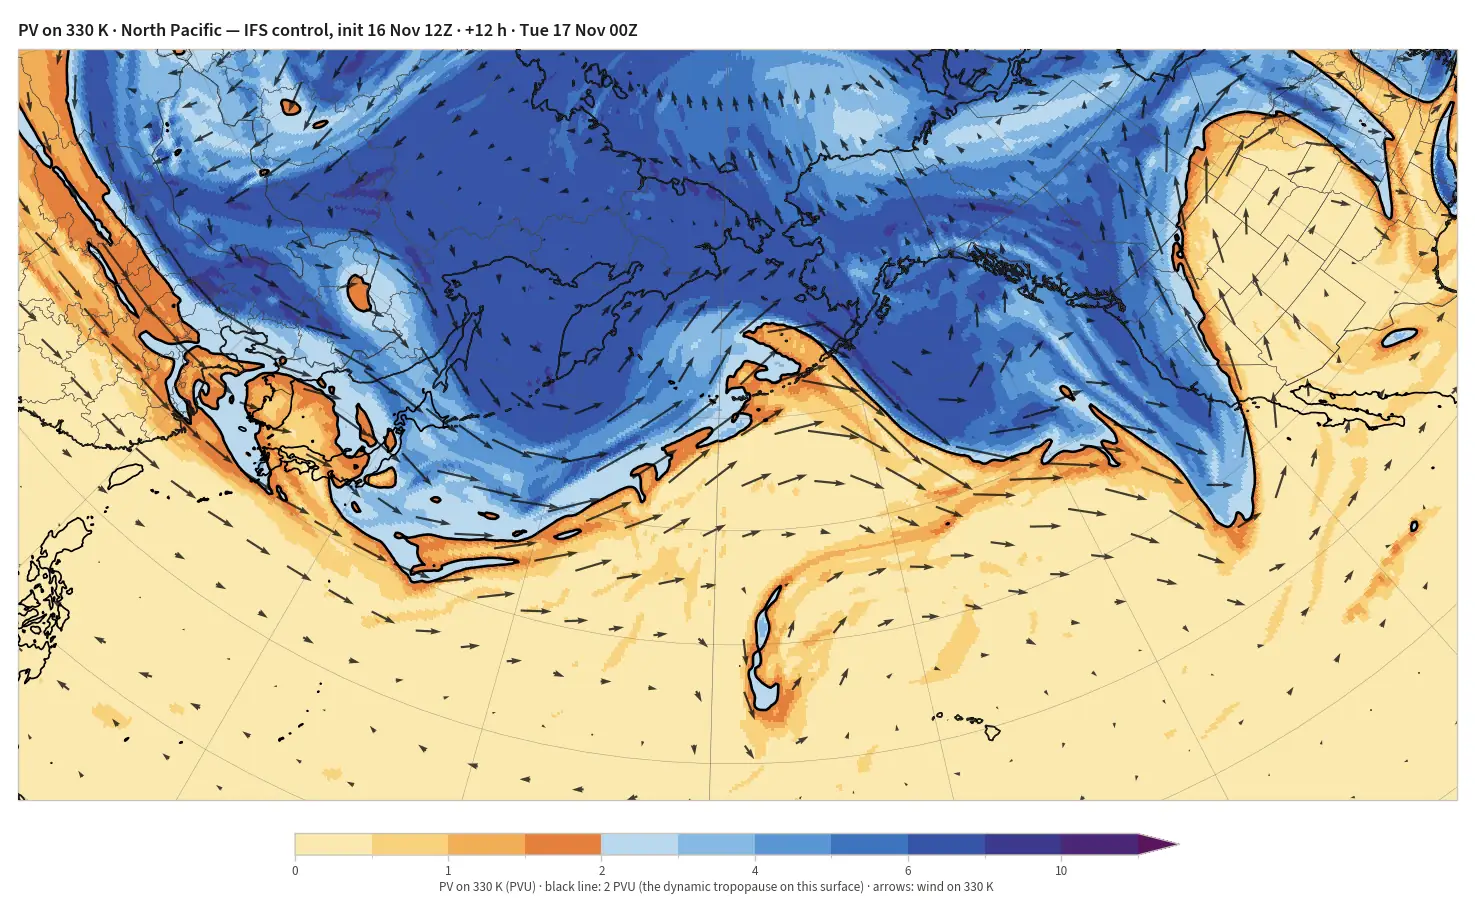 PV on 330 K · North Pacific — IFS control, init 16 Nov 12Z · +12 h · Tue 17 Nov 00Z
0 1 2 4 6 10
PV on 330 K (PVU) · black line: 2 PVU (the dynamic tropopause on this surface) · arrows: wind on 330 K